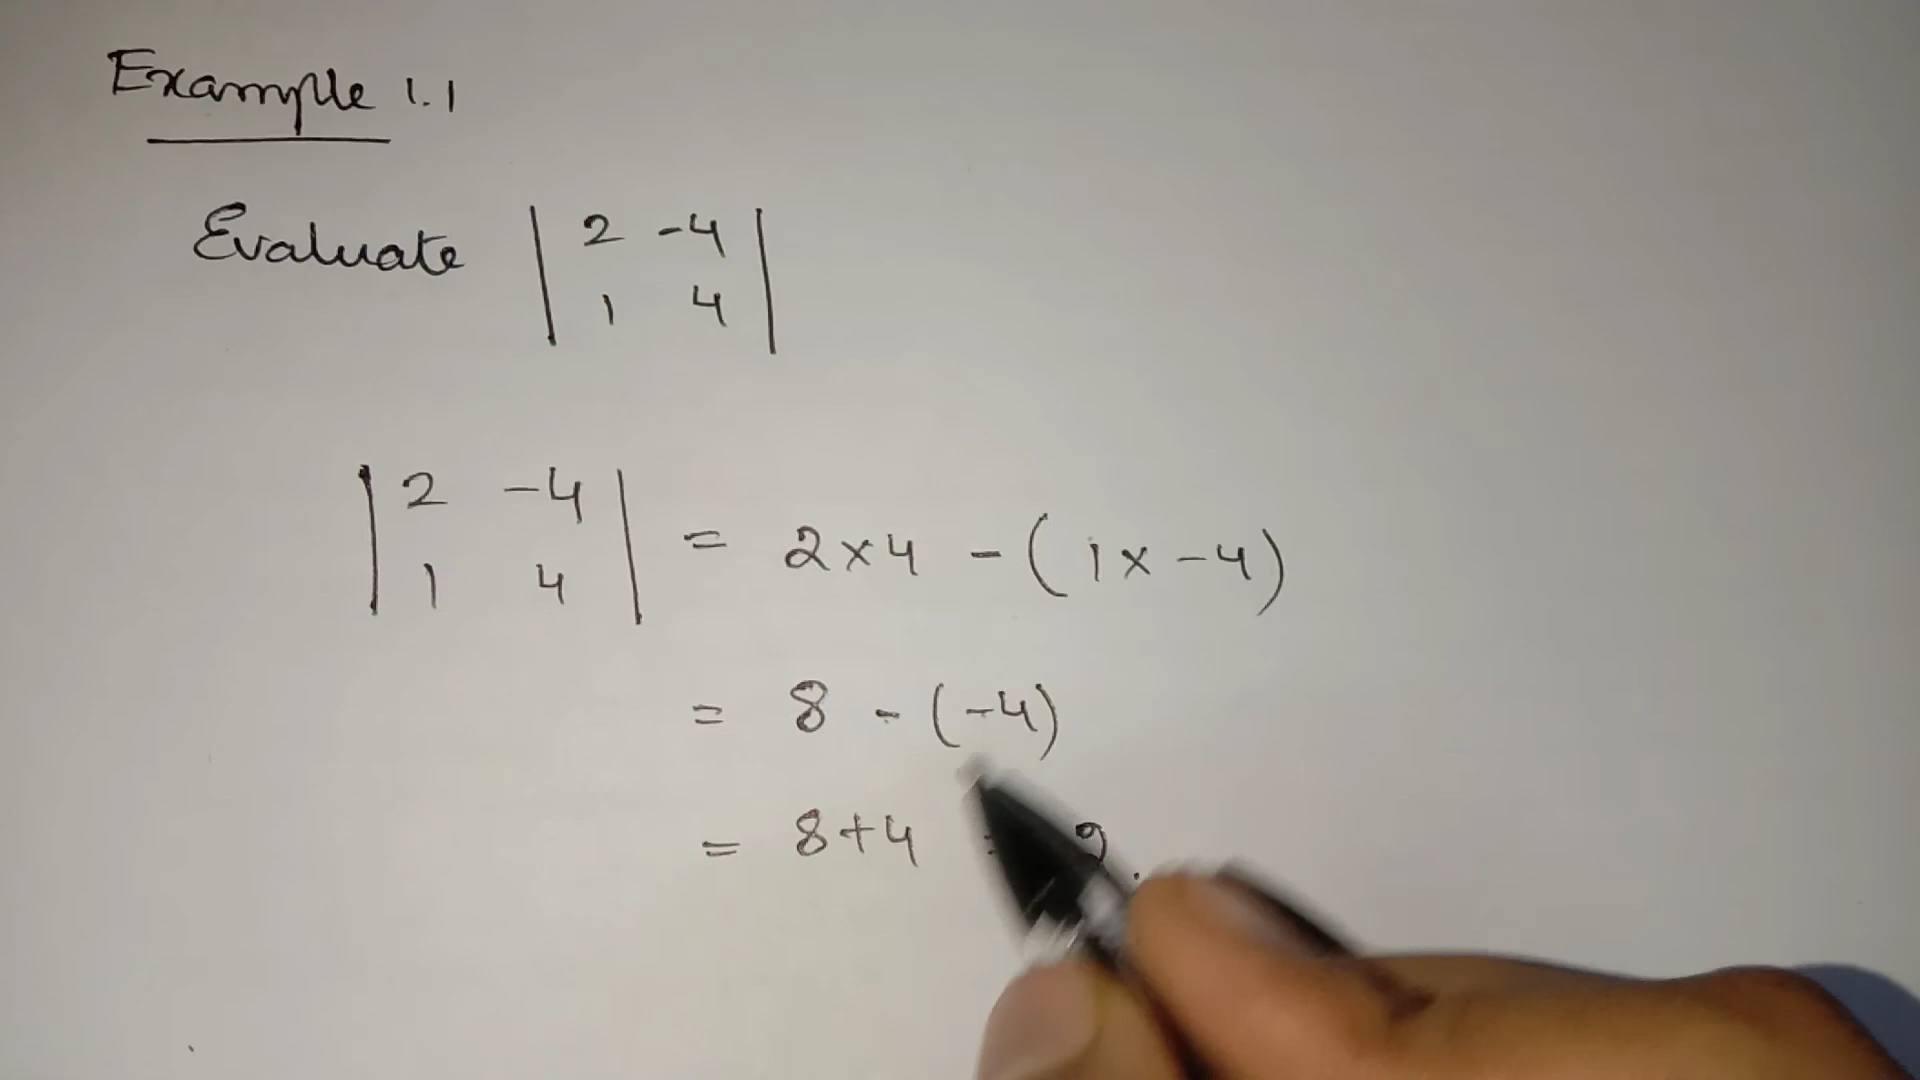 Example 1.1
Evaluate | 2 -4 |
| 1 4 |
| 2 -4 |
| 1 4 | = 2×4 - (1× -4)
= 8 - (-4)
= 8+4